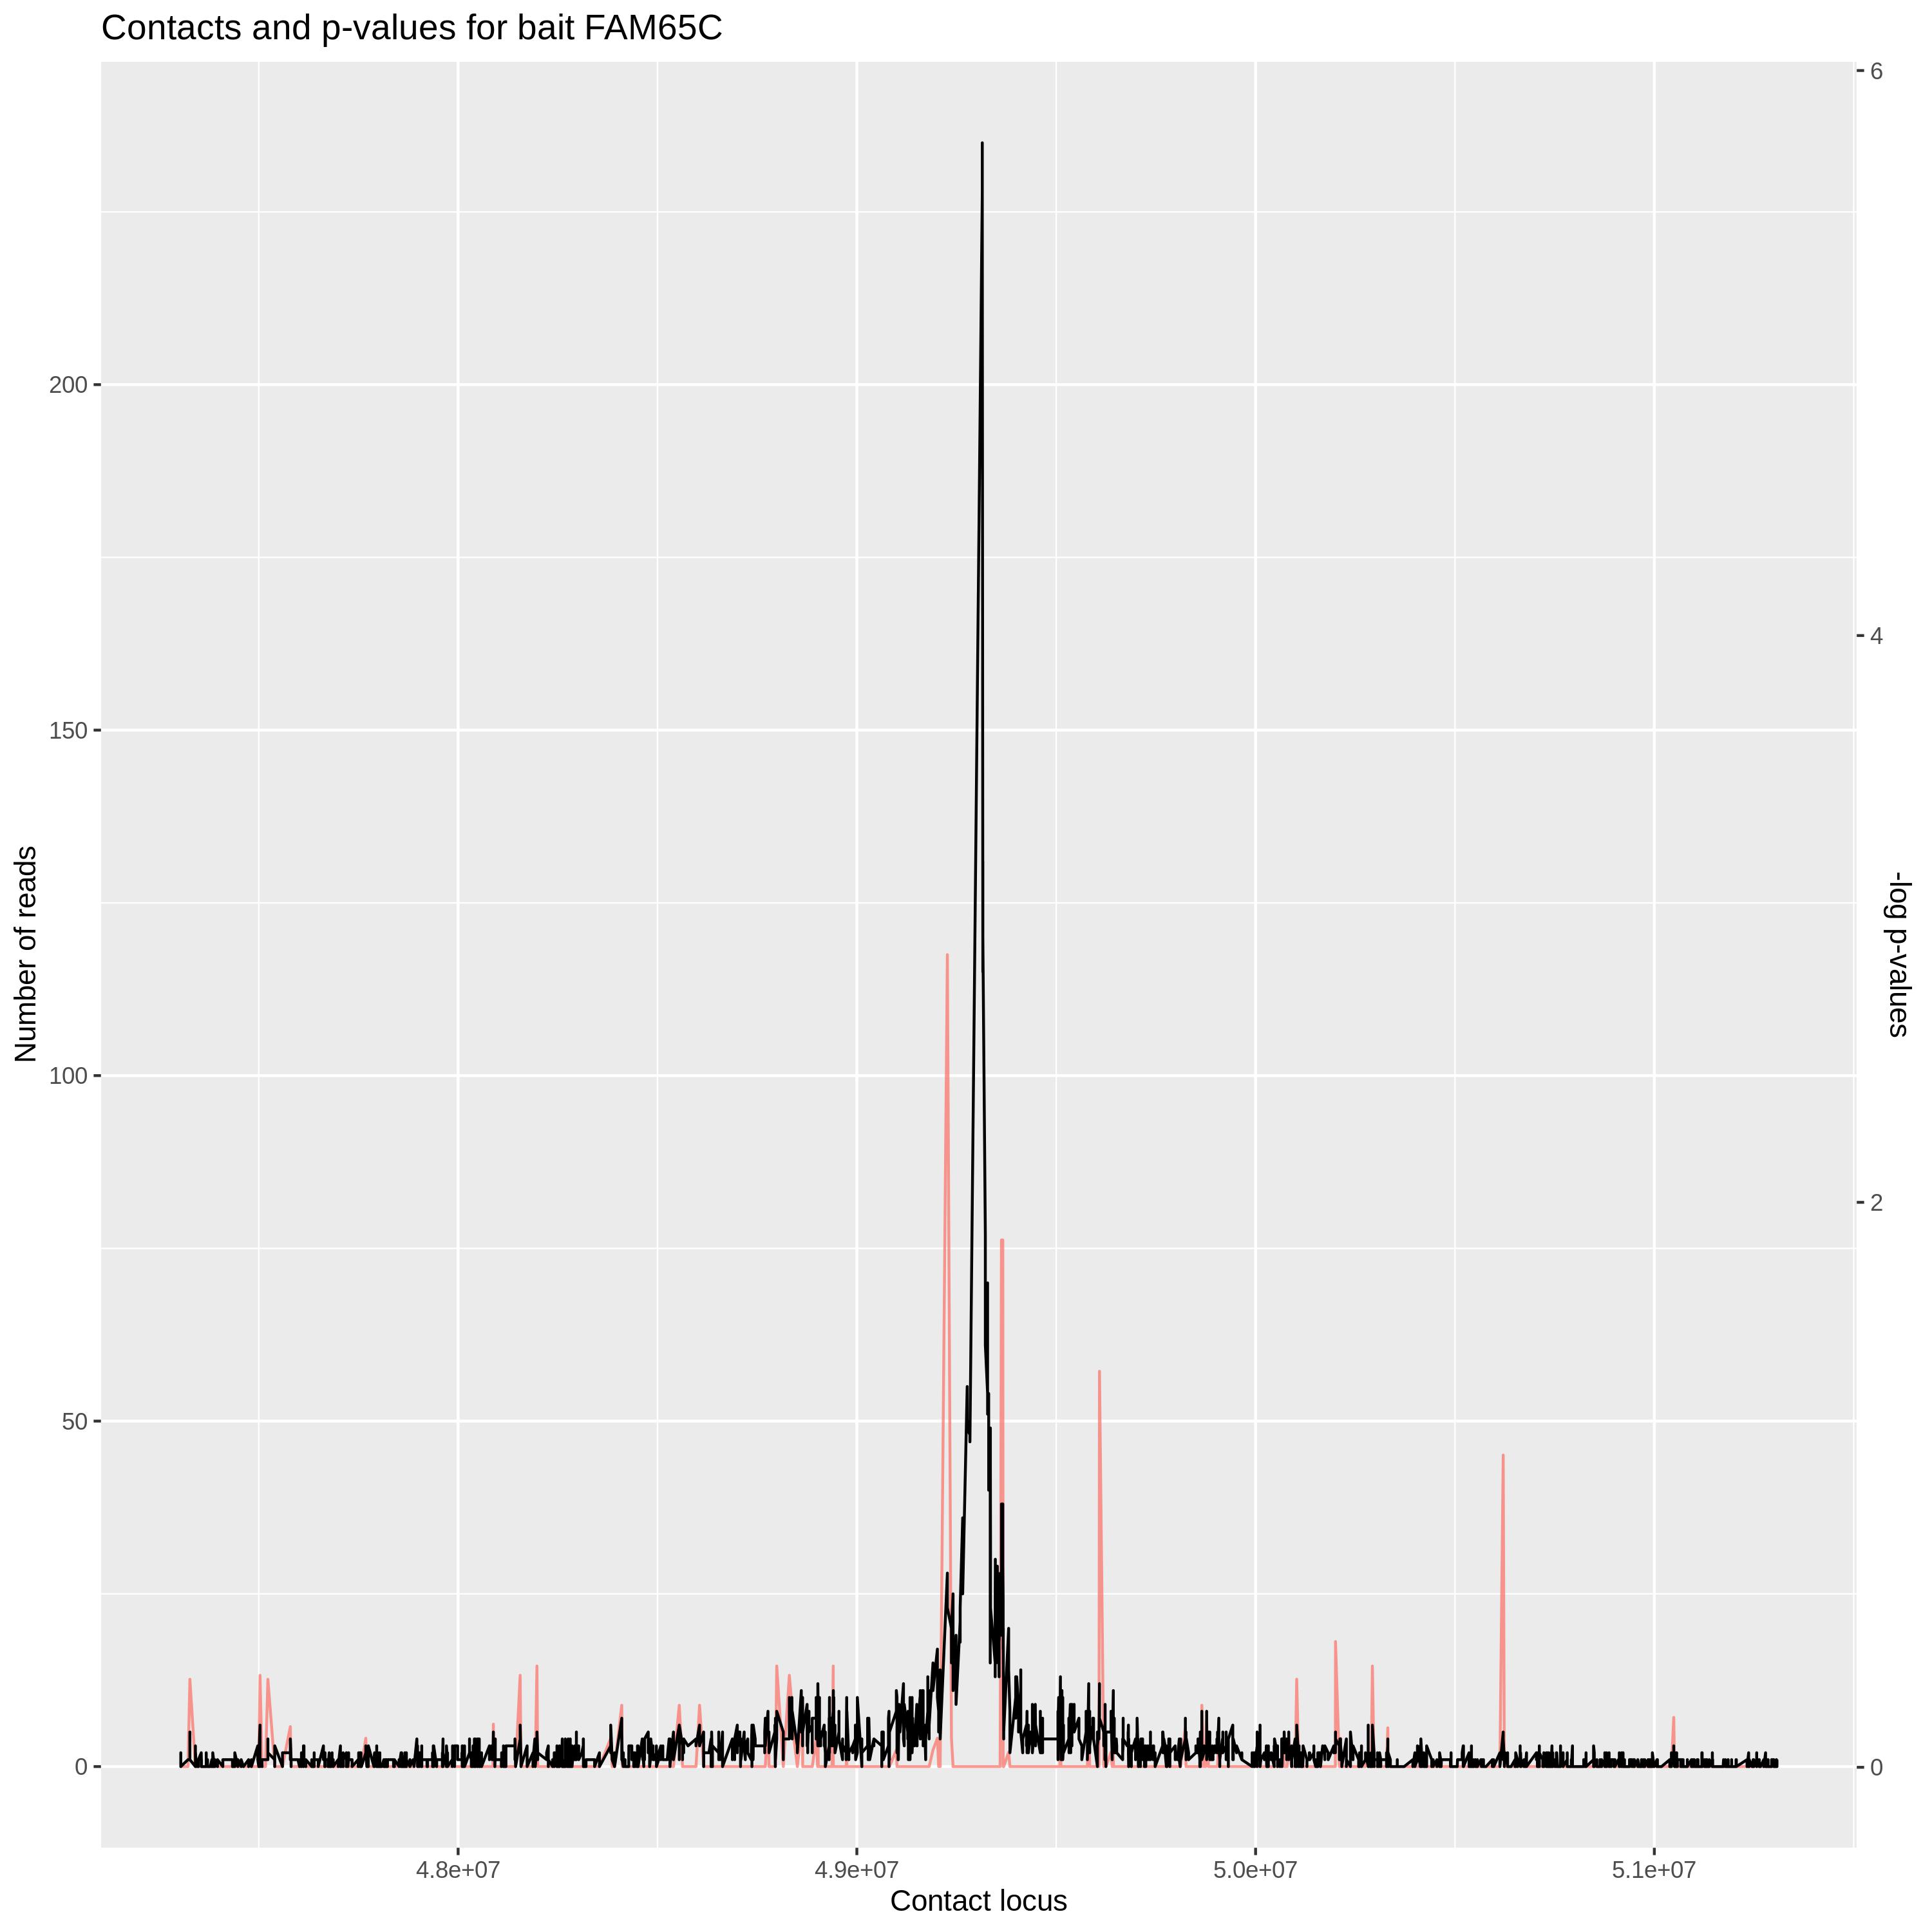 Contacts and p-values for bait FAM65C
6
200
4
150
Number of reads
-log p-values
100
2
50
0
0
4.8e+07
4.9e+07
5.0e+07
5.1e+07
Contact locus